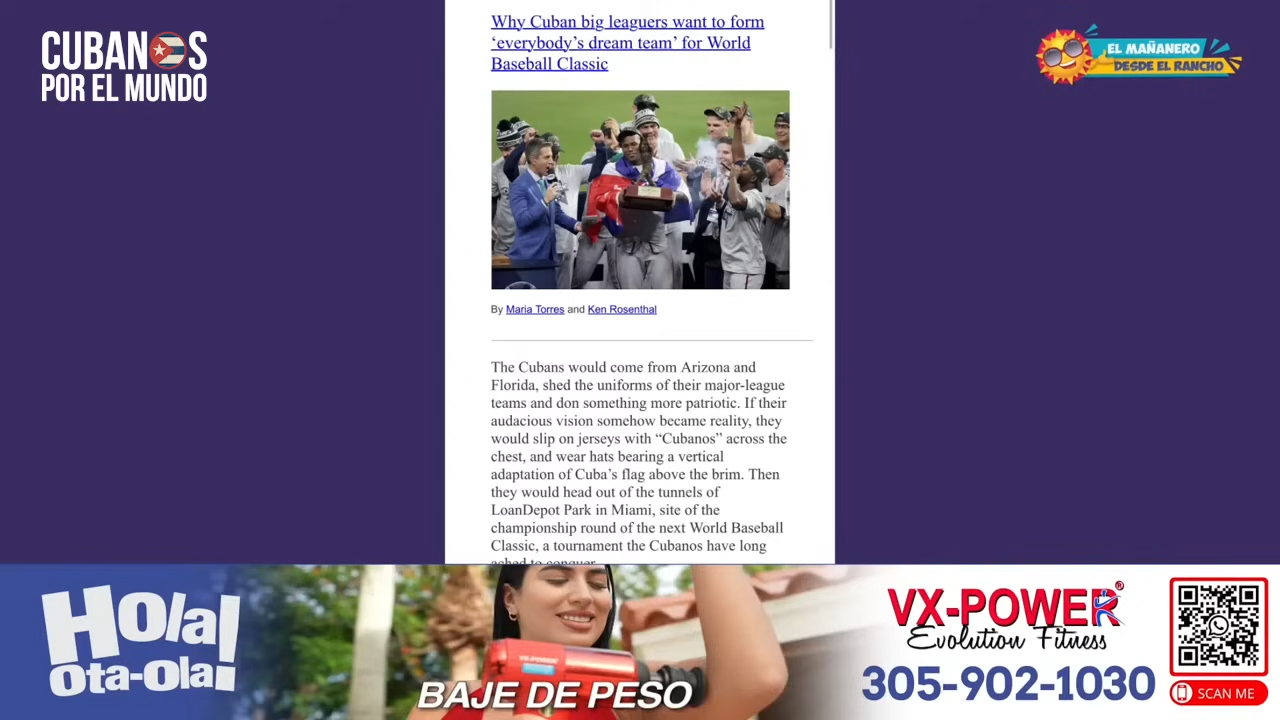 CUBANOS
POR EL MUNDO
EL MAÑANERO
DESDE EL RANCHO
Why Cuban big leaguers want to form
‘everybody’s dream team’ for World
Baseball Classic
By Maria Torres and Ken Rosenthal
The Cubans would come from Arizona and
Florida, shed the uniforms of their major-league
teams and don something more patriotic. If their
audacious vision somehow became reality, they
would slip on jerseys with “Cubanos” across the
chest, and wear hats bearing a vertical
adaptation of Cuba’s flag above the brim. Then
they would head out of the tunnels of
LoanDepot Park in Miami, site of the
championship round of the next World Baseball
Classic, a tournament the Cubanos have long
ached to conquer
Hola!
Ota-Ola!
VX-POWER
BAJE DE PESO
VX-POWER®
Evolution Fitness
305-902-1030
SCAN ME